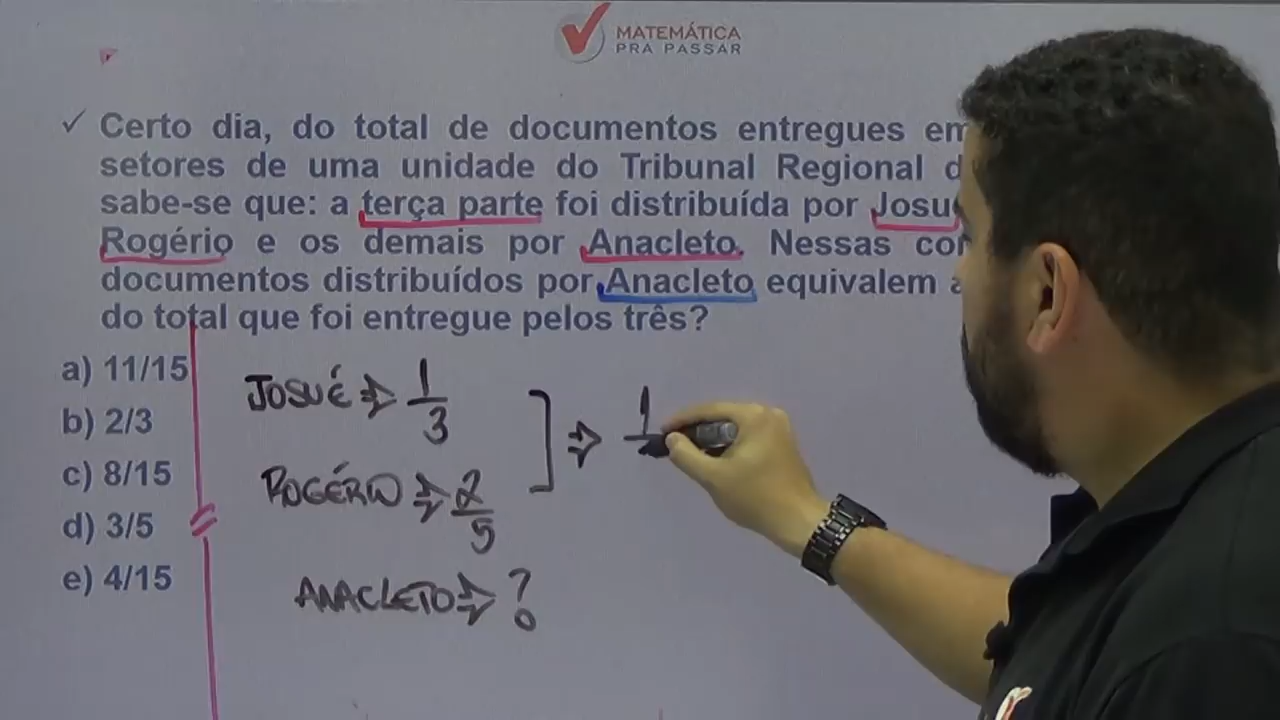 MATEMÁTICA
PRA PASSAR
✓ Certo dia, do total de documentos entregues em
setores de uma unidade do Tribunal Regional
sabe-se que: a terça parte foi distribuída por
Rogério e os demais por Anacleto. Nessas
documentos distribuídos por Anacleto equivalem
do total que foi entregue pelos três?
a) 11/15
b) 2/3
c) 8/15
d) 3/5
e) 4/15
JOSUÉ ⇒ 1/3
ROGÉRIO ⇒ 2/5
] ⇒ 1
ANACLETO ⇒ ?